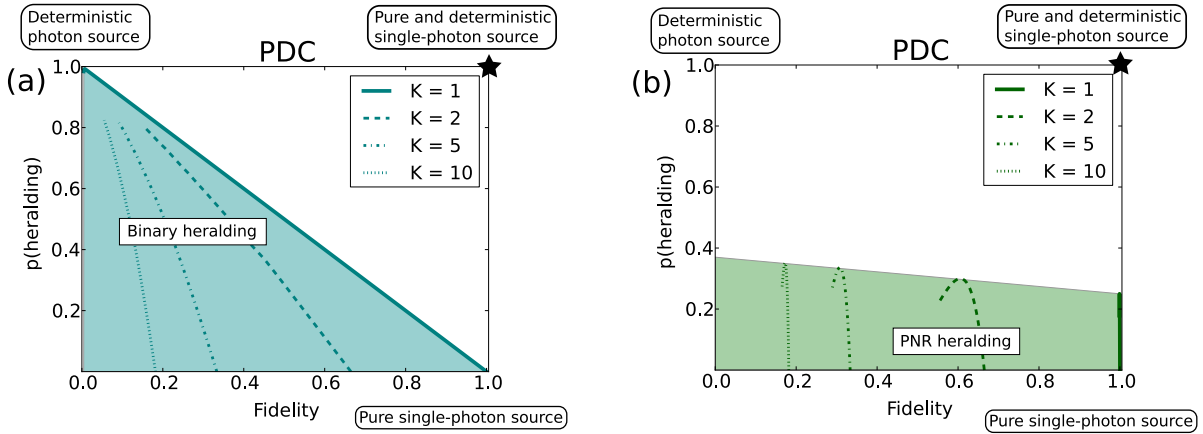 Deterministic
photon source
Pure and deterministic
single-photon source
PDC
(a)
1.0
0.8
0.6
0.4
0.2
p(heralding)
K = 1
K = 2
K = 5
K = 10
Binary heralding
0.0
0.2
0.4
0.6
0.8
1.0
Fidelity
Pure single-photon source
Deterministic
photon source
Pure and deterministic
single-photon source
PDC
(b)
1.0
0.8
0.6
0.4
0.2
p(heralding)
K = 1
K = 2
K = 5
K = 10
PNR heralding
0.0
0.2
0.4
0.6
0.8
1.0
Fidelity
Pure single-photon source